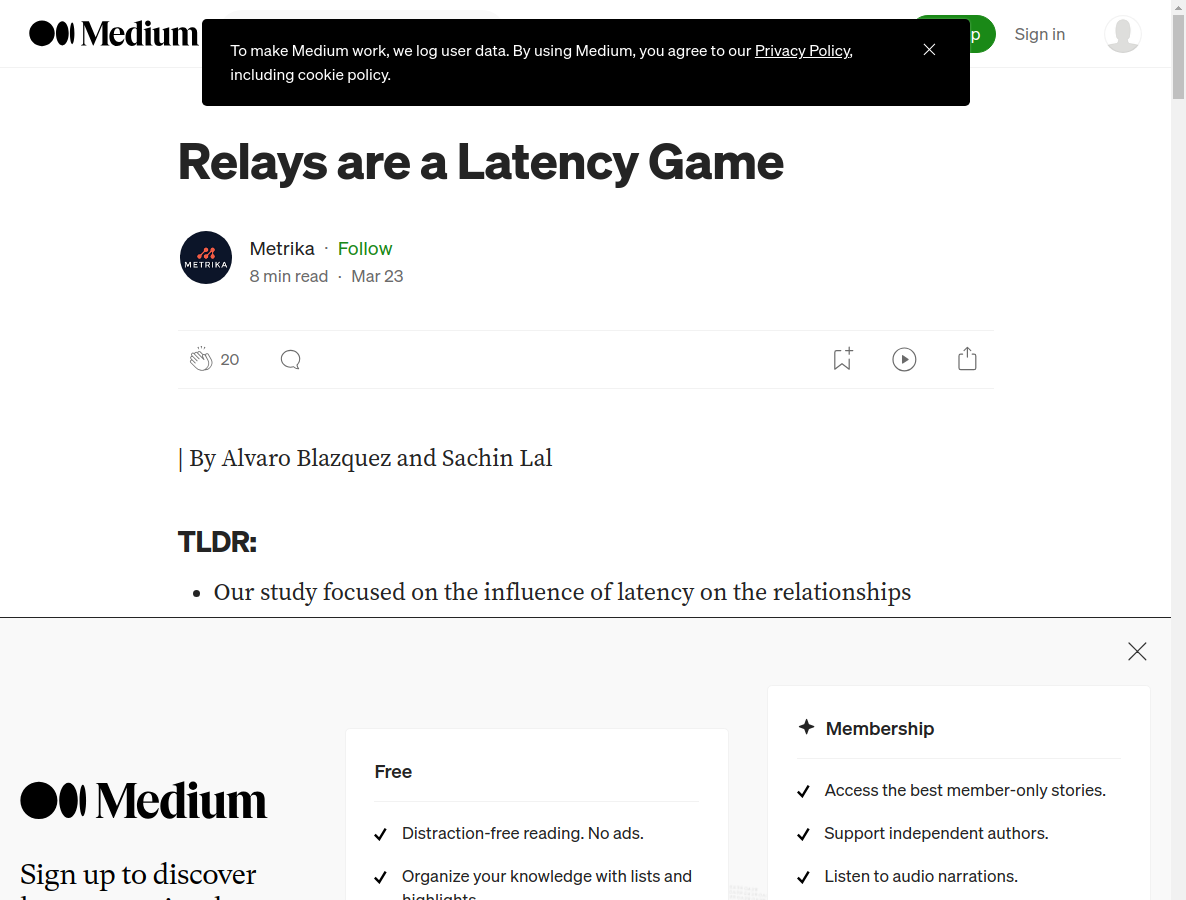 Medium
To make Medium work, we log user data. By using Medium, you agree to our Privacy Policy,
including cookie policy.
p
Sign in
Relays are a Latency Game
METRIKA
Metrika · Follow
8 min read · Mar 23
20
| By Alvaro Blazquez and Sachin Lal
TLDR:
• Our study focused on the influence of latency on the relationships
Medium
Sign up to discover
Free
Distraction-free reading. No ads.
Organize your knowledge with lists and
highlights.
Membership
Access the best member-only stories.
Support independent authors.
Listen to audio narrations.